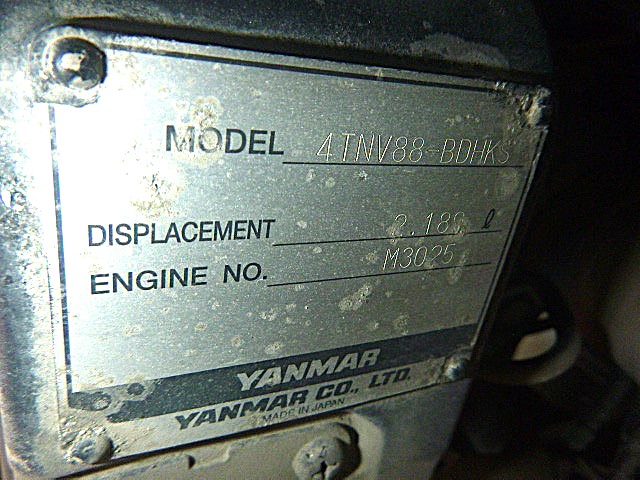 MODEL 4TNV88-BDHKS
DISPLACEMENT 2.189 ℓ
ENGINE NO. M3025
YANMAR
YANMAR CO., LTD.
MADE IN JAPAN